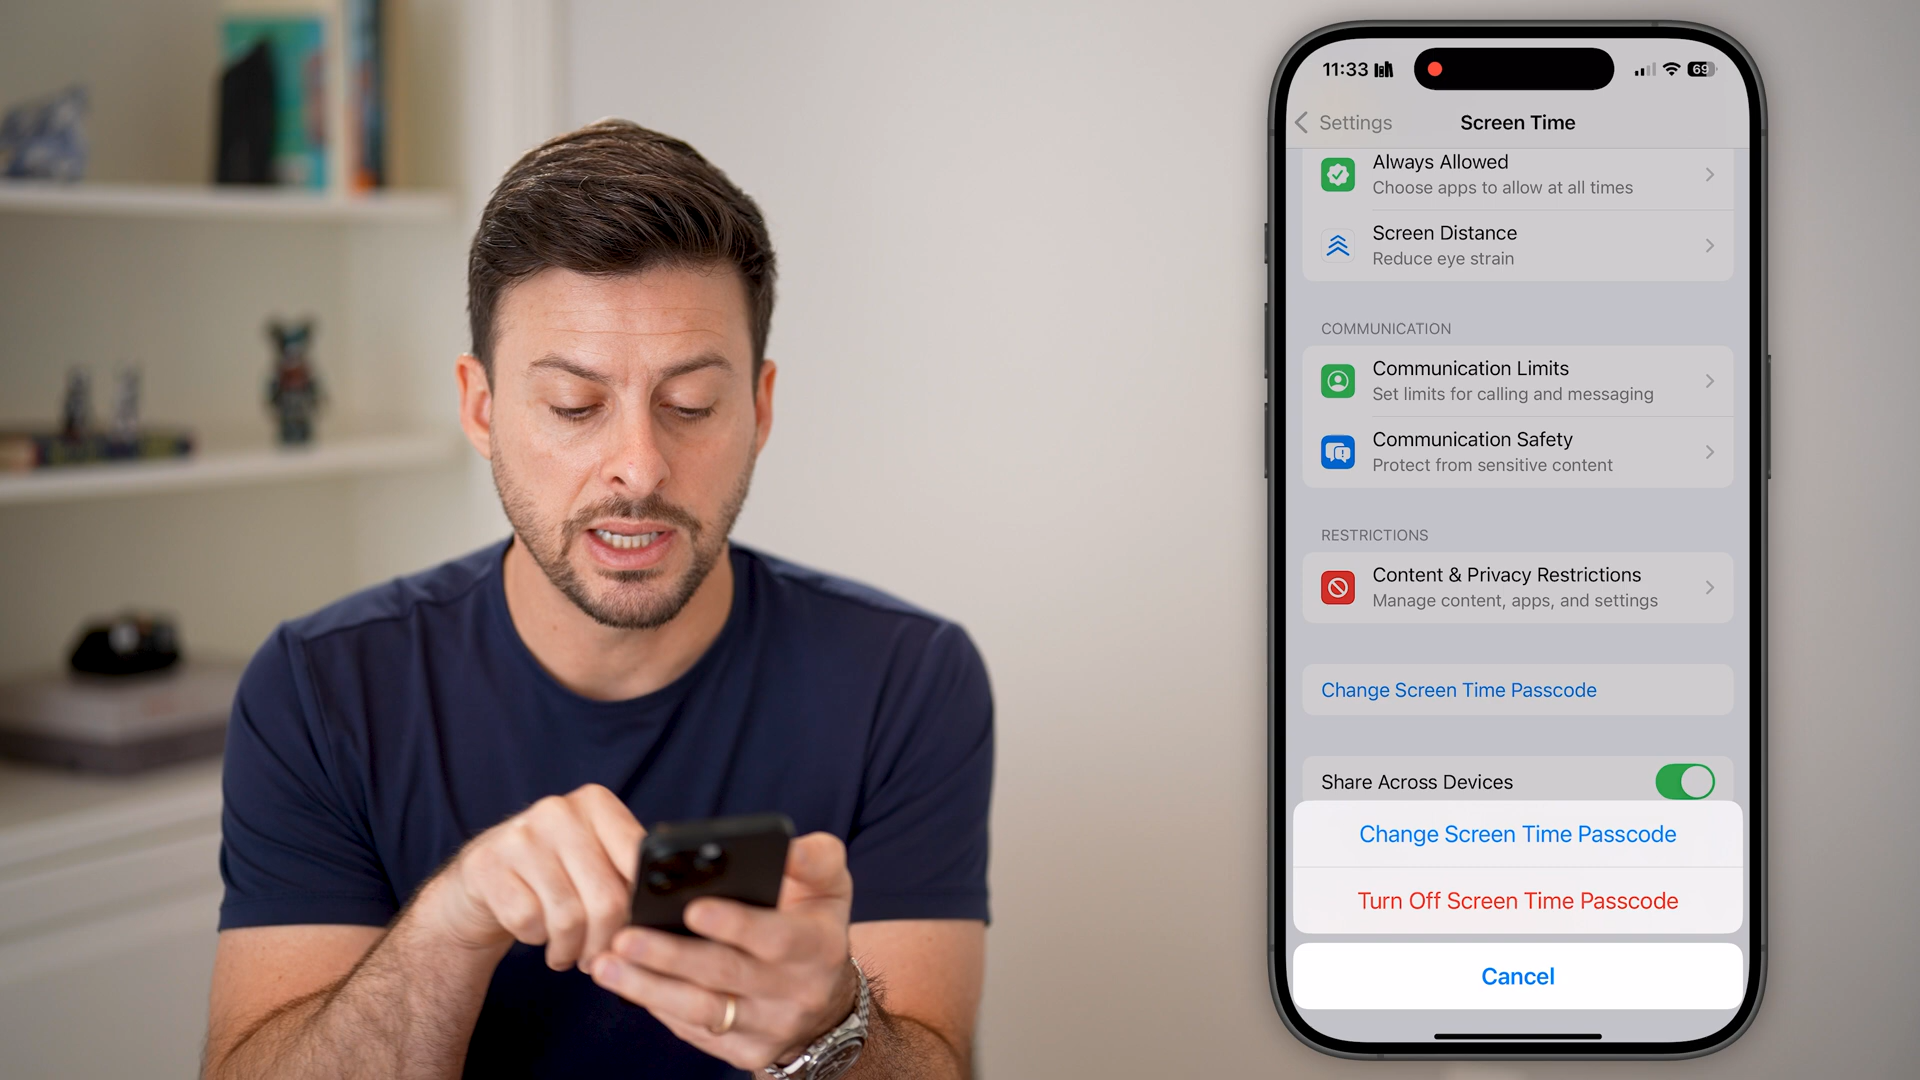 11:33
69
Settings
Screen Time
Always Allowed
Choose apps to allow at all times
Screen Distance
Reduce eye strain
COMMUNICATION
Communication Limits
Set limits for calling and messaging
Communication Safety
Protect from sensitive content
RESTRICTIONS
Content & Privacy Restrictions
Manage content, apps, and settings
Change Screen Time Passcode
Share Across Devices
Change Screen Time Passcode
Turn Off Screen Time Passcode
Cancel